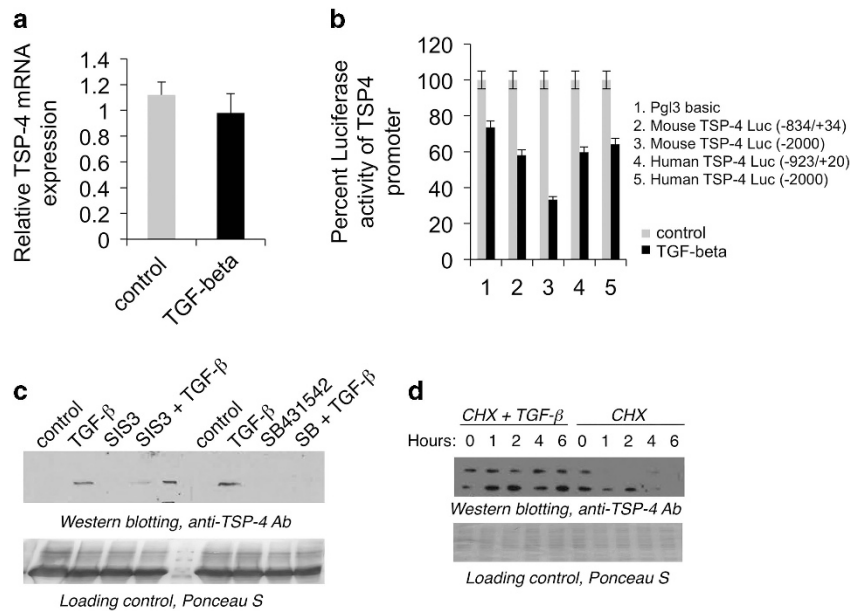 a
Relative TSP-4 mRNA
expression
1.4
1.2
1
0.8
0.6
0.4
0.2
0
control
TGF-beta
b
Percent Luciferase
activity of TSP4
promoter
120
100
80
60
40
20
0
1 2 3 4 5
1. Pgl3 basic
2. Mouse TSP-4 Luc (-834/+34)
3. Mouse TSP-4 Luc (-2000)
4. Human TSP-4 Luc (-923/+20)
5. Human TSP-4 Luc (-2000)
control
TGF-beta
c
control
TGF-β
SIS3
SIS3 + TGF-β
control
TGF-β
SB431542
SB + TGF-β
Western blotting, anti-TSP-4 Ab
Loading control, Ponceau S
d
CHX + TGF-β CHX
Hours: 0 1 2 4 6 0 1 2 4 6
Western blotting, anti-TSP-4 Ab
Loading control, Ponceau S